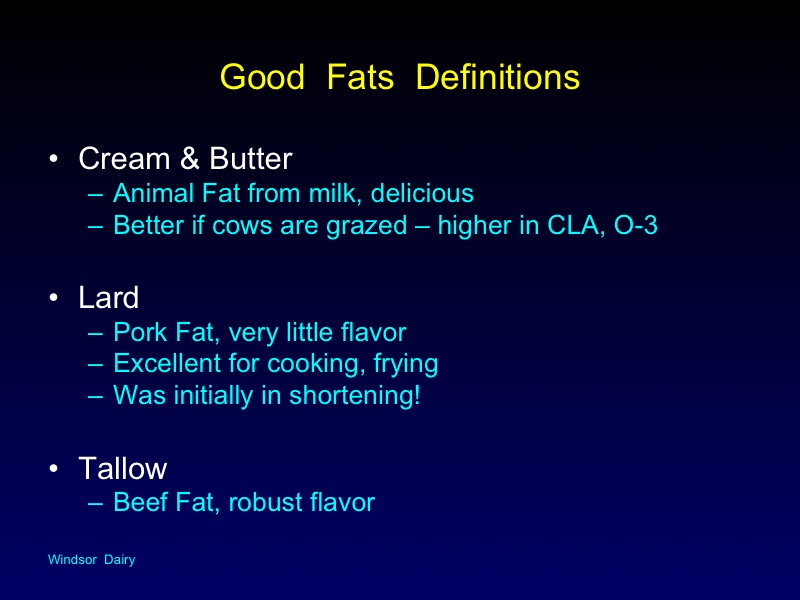 Good Fats Definitions
• Cream & Butter
– Animal Fat from milk, delicious
– Better if cows are grazed – higher in CLA, O-3
• Lard
– Pork Fat, very little flavor
– Excellent for cooking, frying
– Was initially in shortening!
• Tallow
– Beef Fat, robust flavor
Windsor Dairy